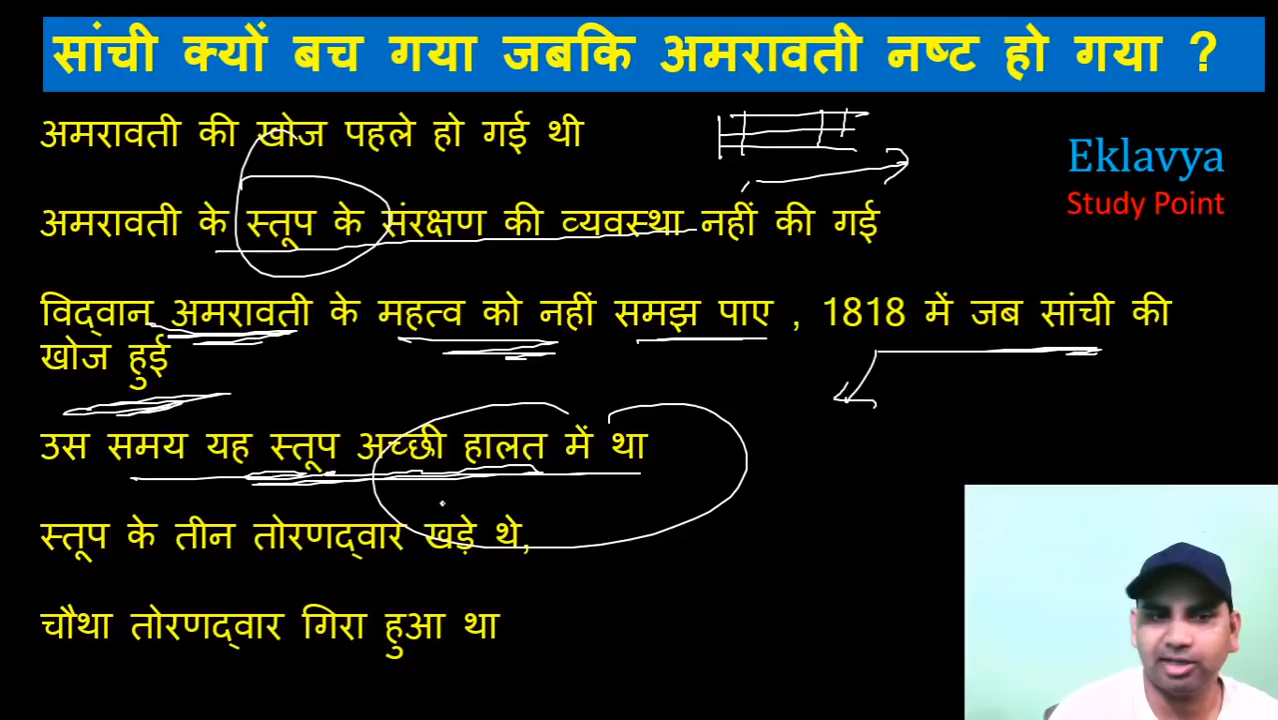 सांची क्यों बच गया जबकि अमरावती नष्ट हो गया ?
अमरावती की खोज पहले हो गई थी
Eklavya
Study Point
अमरावती के स्तूप के संरक्षण की व्यवस्था नहीं की गई
विद्वान अमरावती के महत्व को नहीं समझ पाए , 1818 में जब सांची की
खोज हुई
उस समय यह स्तूप अच्छी हालत में था
स्तूप के तीन तोरणद्वार खड़े थे,
चौथा तोरणद्वार गिरा हुआ था